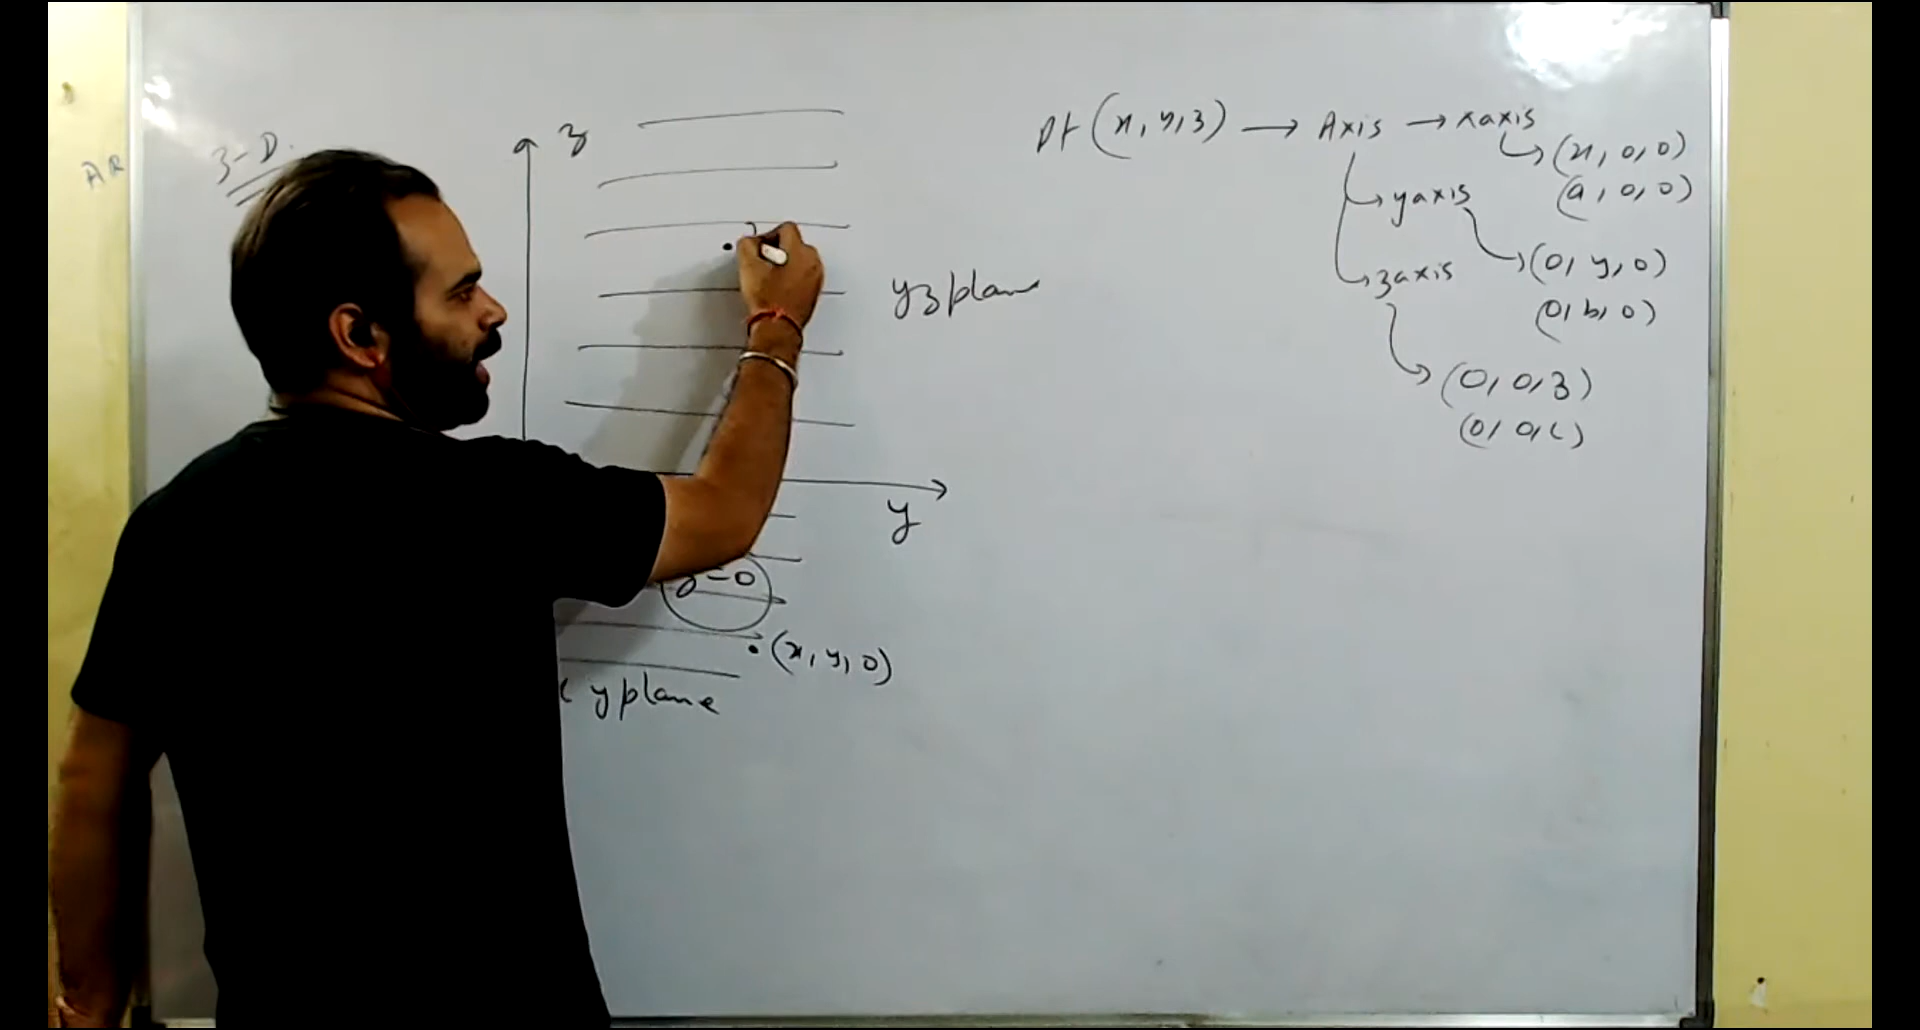 3-D.
AR
z
yz plane
y
z=0
(x, y, 0)
y plane
Pt (x, y, z) → Axis → x axis
(x, 0, 0)
(a, 0, 0)
y axis
(0, y, 0)
(0, b, 0)
z axis
(0, 0, z)
(0, 0, c)